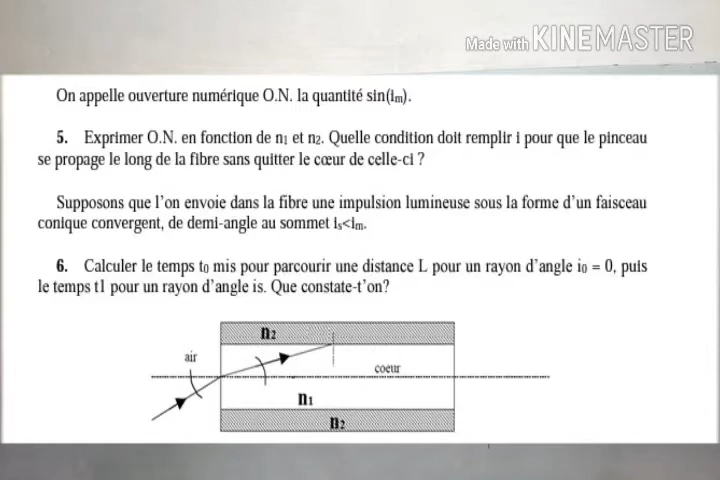 Made with KINEMASTER
On appelle ouverture numérique O.N. la quantité sin(im).
5. Exprimer O.N. en fonction de n1 et n2. Quelle condition doit remplir i pour que le pinceau
se propage le long de la fibre sans quitter le cœur de celle-ci ?
Supposons que l'on envoie dans la fibre une impulsion lumineuse sous la forme d'un faisceau
conique convergent, de demi-angle au sommet is<im.
6. Calculer le temps t0 mis pour parcourir une distance L pour un rayon d'angle i0 = 0, puis
le temps t1 pour un rayon d'angle is. Que constate-t'on?
n2
air
coeur
n1
n2